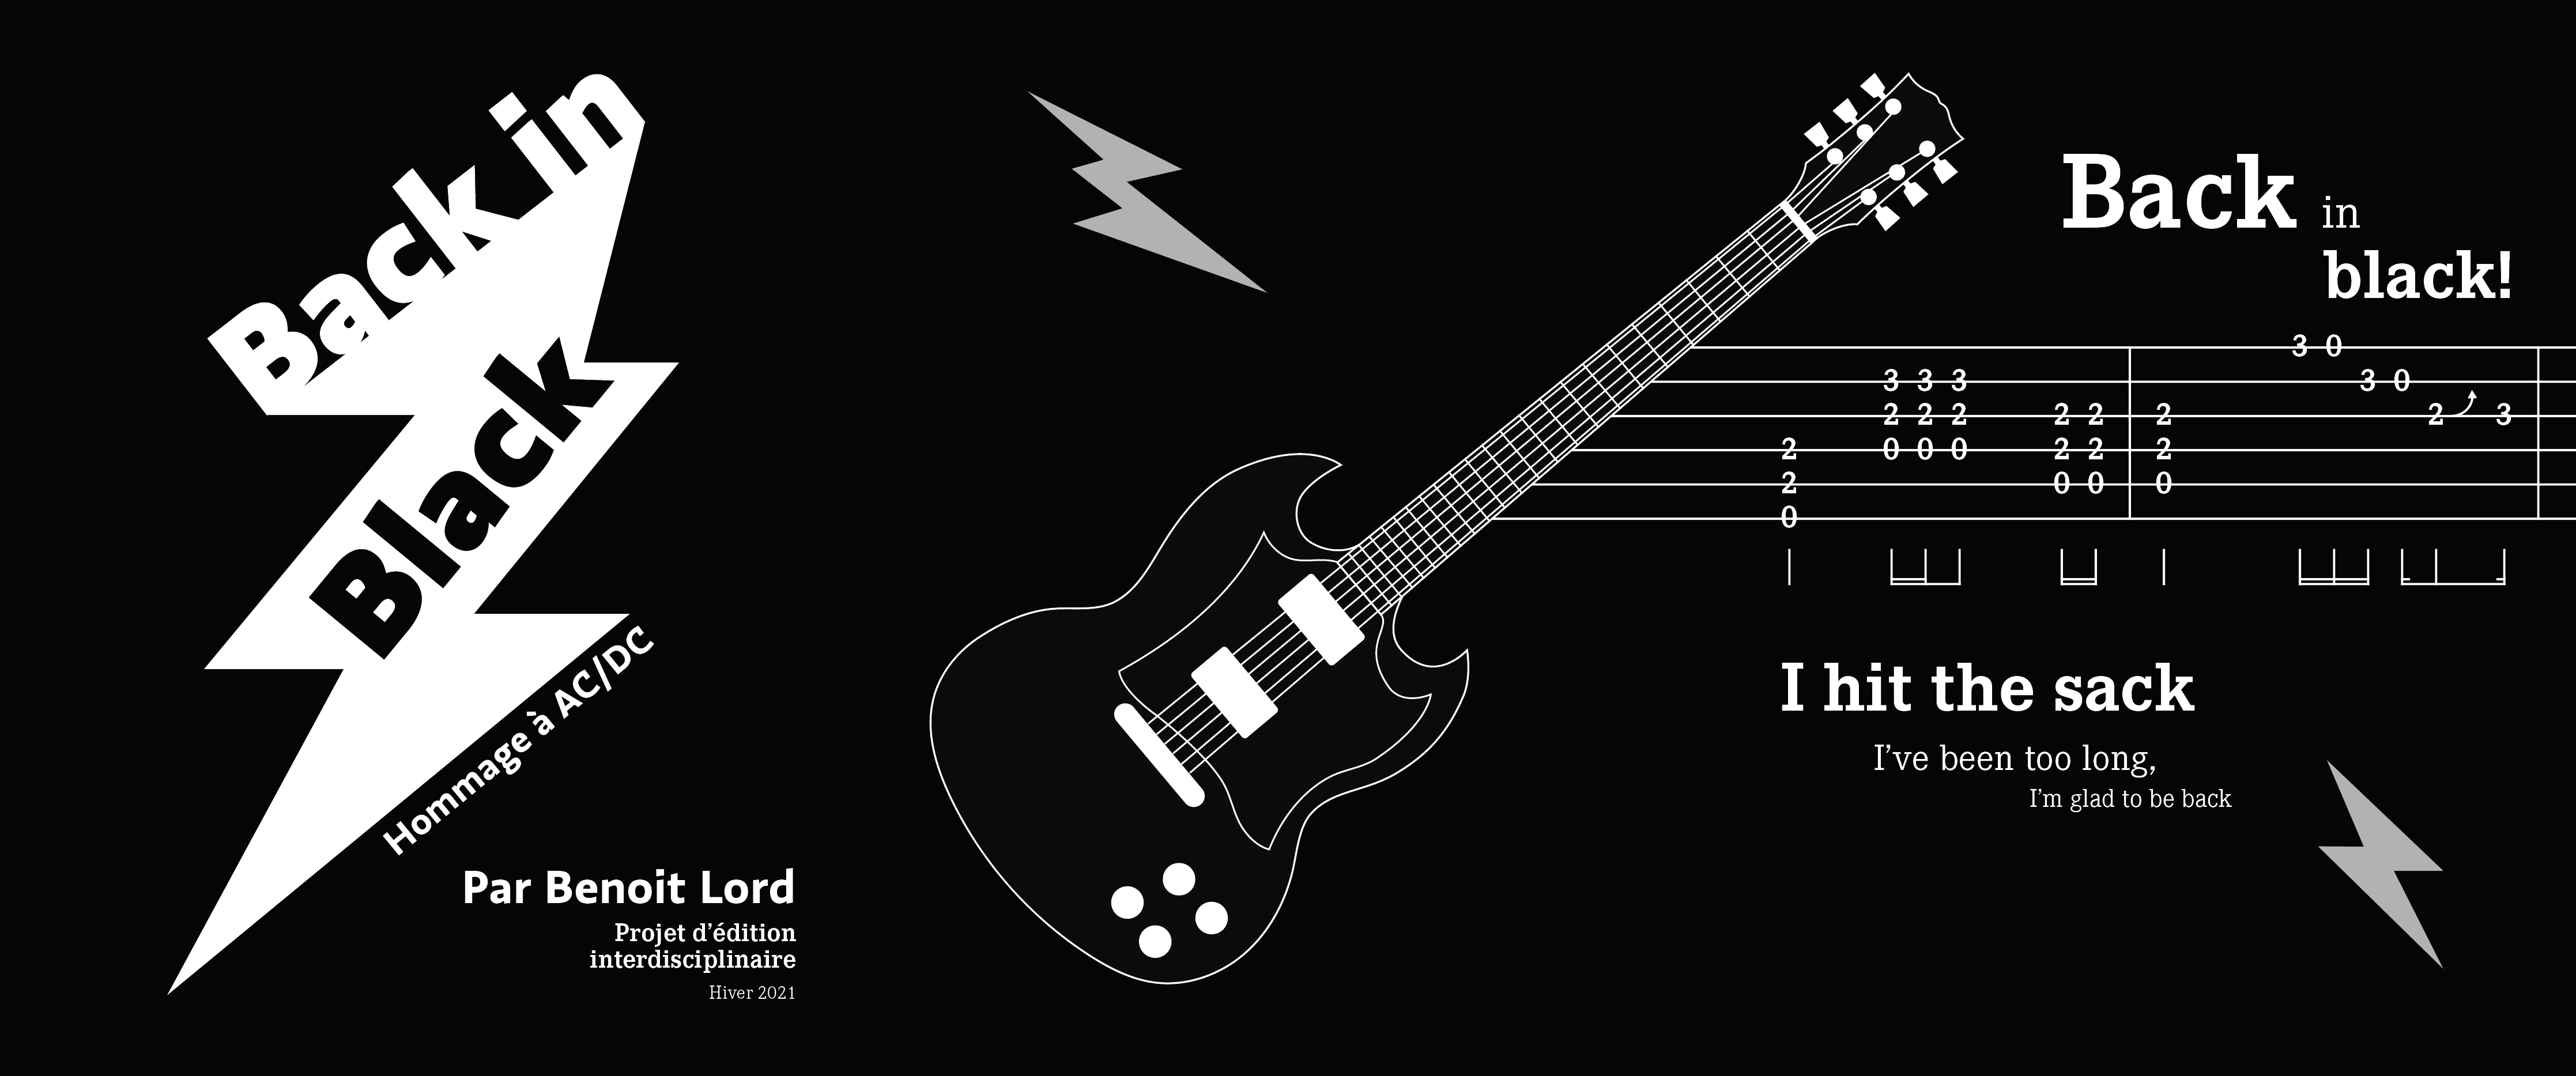 Back in
Black
Hommage à AC/DC
Par Benoit Lord
Projet d’édition
interdisciplinaire
Hiver 2021
Back in
black!
3 0
3 3 3 3 0
2 2 2 2 2 2 2 3
2 0 0 0 2 2 2
2 0 0 0
0
I hit the sack
I’ve been too long,
I’m glad to be back